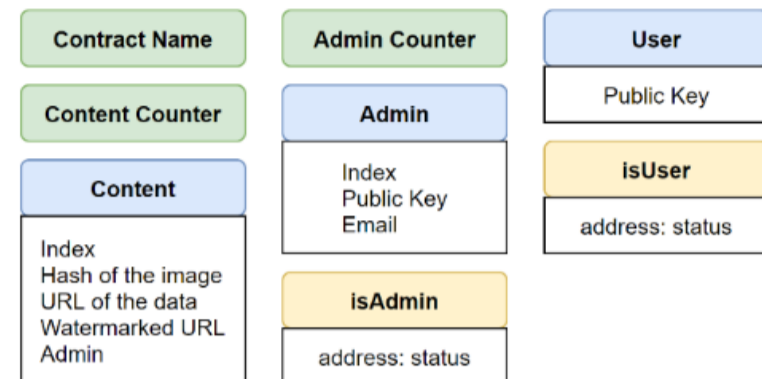 Contract Name
Content Counter
Content
Index
Hash of the image
URL of the data
Watermarked URL
Admin
Admin Counter
Admin
Index
Public Key
Email
isAdmin
address: status
User
Public Key
isUser
address: status